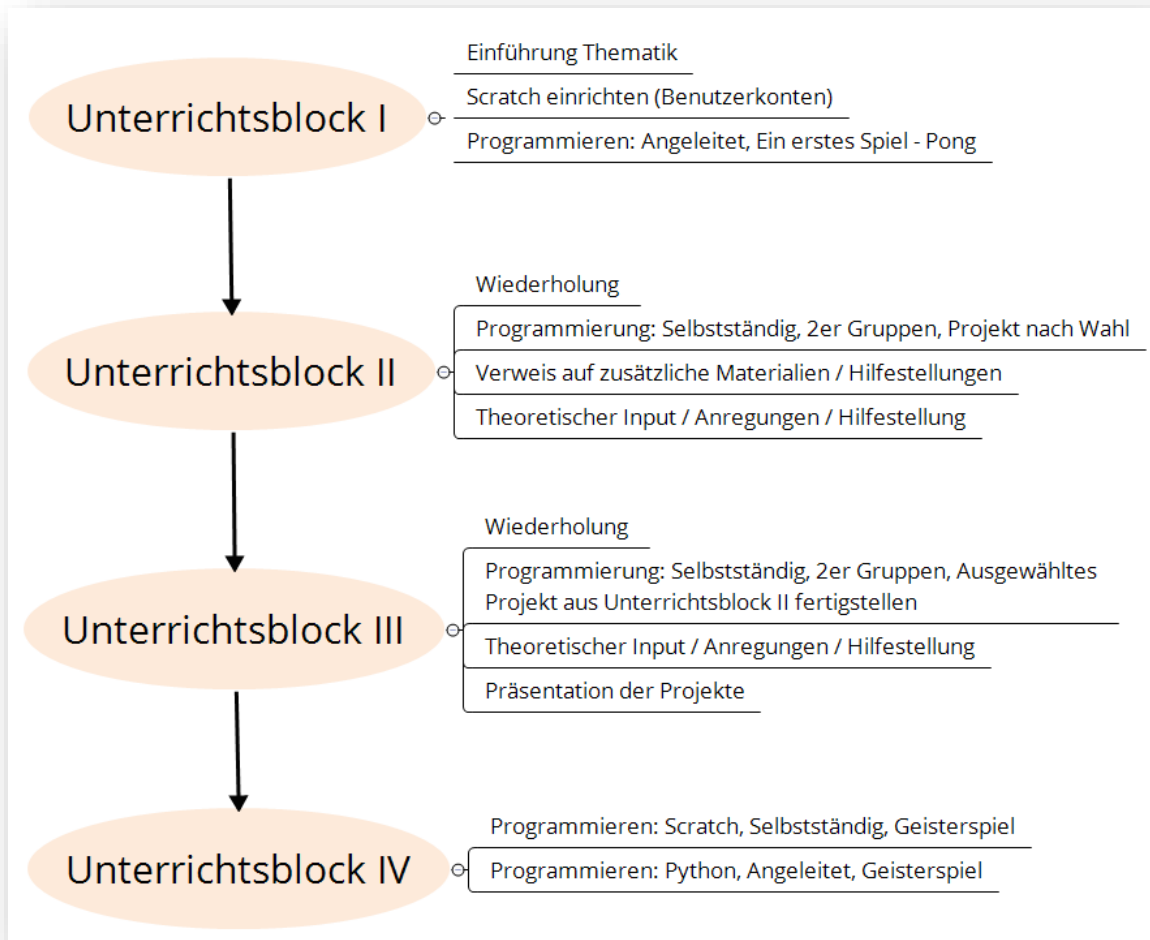 Unterrichtsblock I
Einführung Thematik
Scratch einrichten (Benutzerkonten)
Programmieren: Angeleitet, Ein erstes Spiel - Pong
Unterrichtsblock II
Wiederholung
Programmierung: Selbstständig, 2er Gruppen, Projekt nach Wahl
Verweis auf zusätzliche Materialien / Hilfestellungen
Theoretischer Input / Anregungen / Hilfestellung
Unterrichtsblock III
Wiederholung
Programmierung: Selbstständig, 2er Gruppen, Ausgewähltes
Projekt aus Unterrichtsblock II fertigstellen
Theoretischer Input / Anregungen / Hilfestellung
Präsentation der Projekte
Unterrichtsblock IV
Programmieren: Scratch, Selbstständig, Geisterspiel
Programmieren: Python, Angeleitet, Geisterspiel